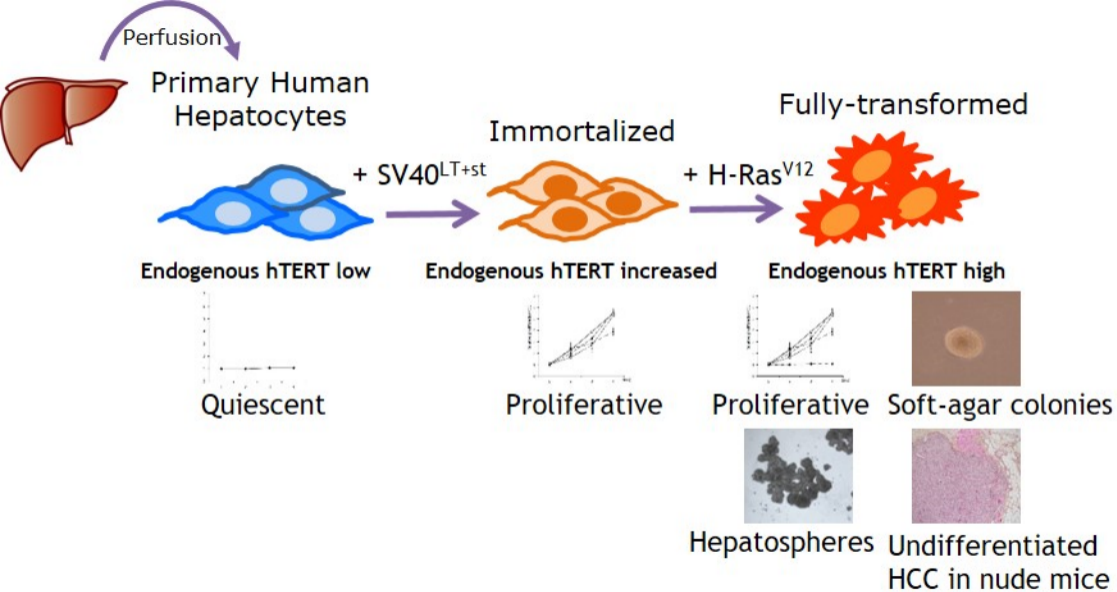 Perfusion
Primary Human
Hepatocytes
+ SV40LT+st
Immortalized
+ H-RasV12
Fully-transformed
Endogenous hTERT low
Endogenous hTERT increased
Endogenous hTERT high
Quiescent
Proliferative
Proliferative
Soft-agar colonies
Hepatospheres
Undifferentiated
HCC in nude mice